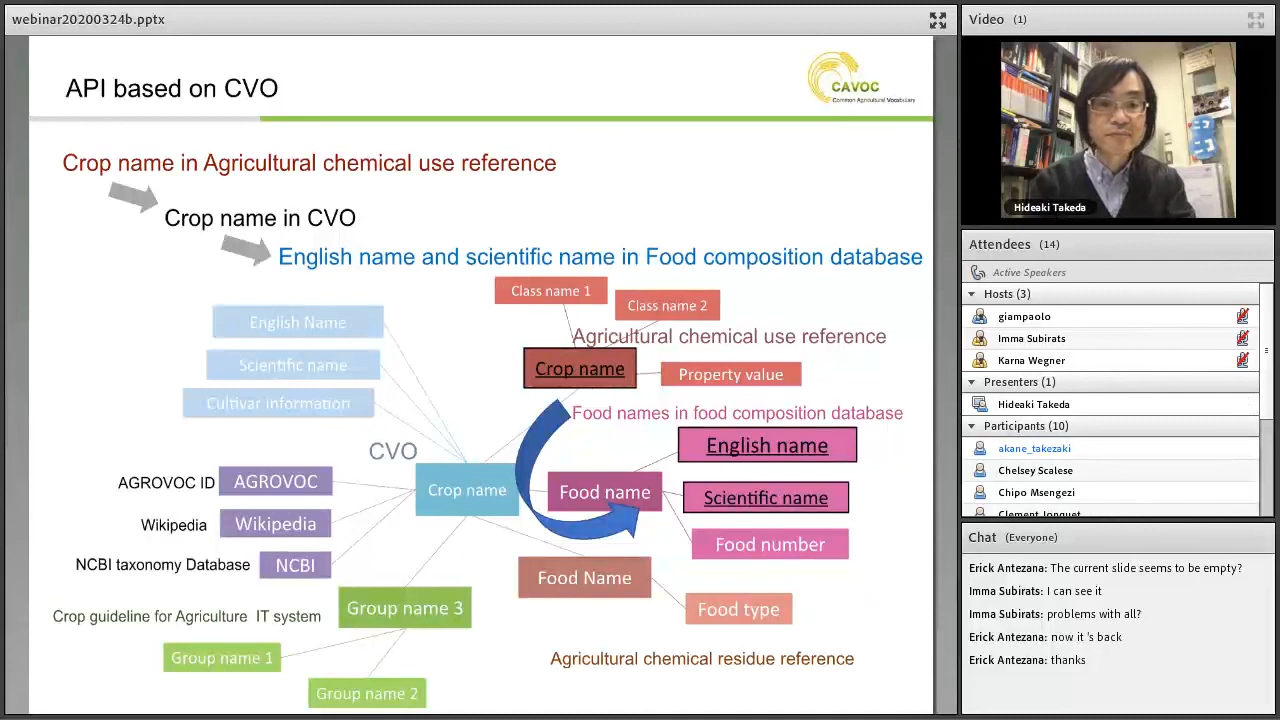 webinar20200324b.pptx
API based on CVO
CAVOC
Common Agricultural Vocabulary
Crop name in Agricultural chemical use reference
Crop name in CVO
English name and scientific name in Food composition database
Class name 1
Class name 2
English Name
Agricultural chemical use reference
Scientific name
Crop name
Property value
Cultivar information
Food names in food composition database
English name
CVO
AGROVOC ID
AGROVOC
Crop name
Food name
Scientific name
Wikipedia
Wikipedia
Food number
NCBI taxonomy Database
NCBI
Food Name
Group name 3
Food type
Crop guideline for Agriculture IT system
Group name 1
Agricultural chemical residue reference
Group name 2
Video (1)
Hideaki Takeda
Attendees (14)
Active Speakers
Hosts (3)
giampaolo
Imma Subirats
Karna Wegner
Presenters (1)
Hideaki Takeda
Participants (10)
akane_takezaki
Chelsey Scalese
Chipo Msengezi
Chat (Everyone)
Erick Antezana: The current slide seems to be empty?
Imma Subirats: I can see it
Imma Subirats: problems with all?
Erick Antezana: now it 's back
Erick Antezana: thanks